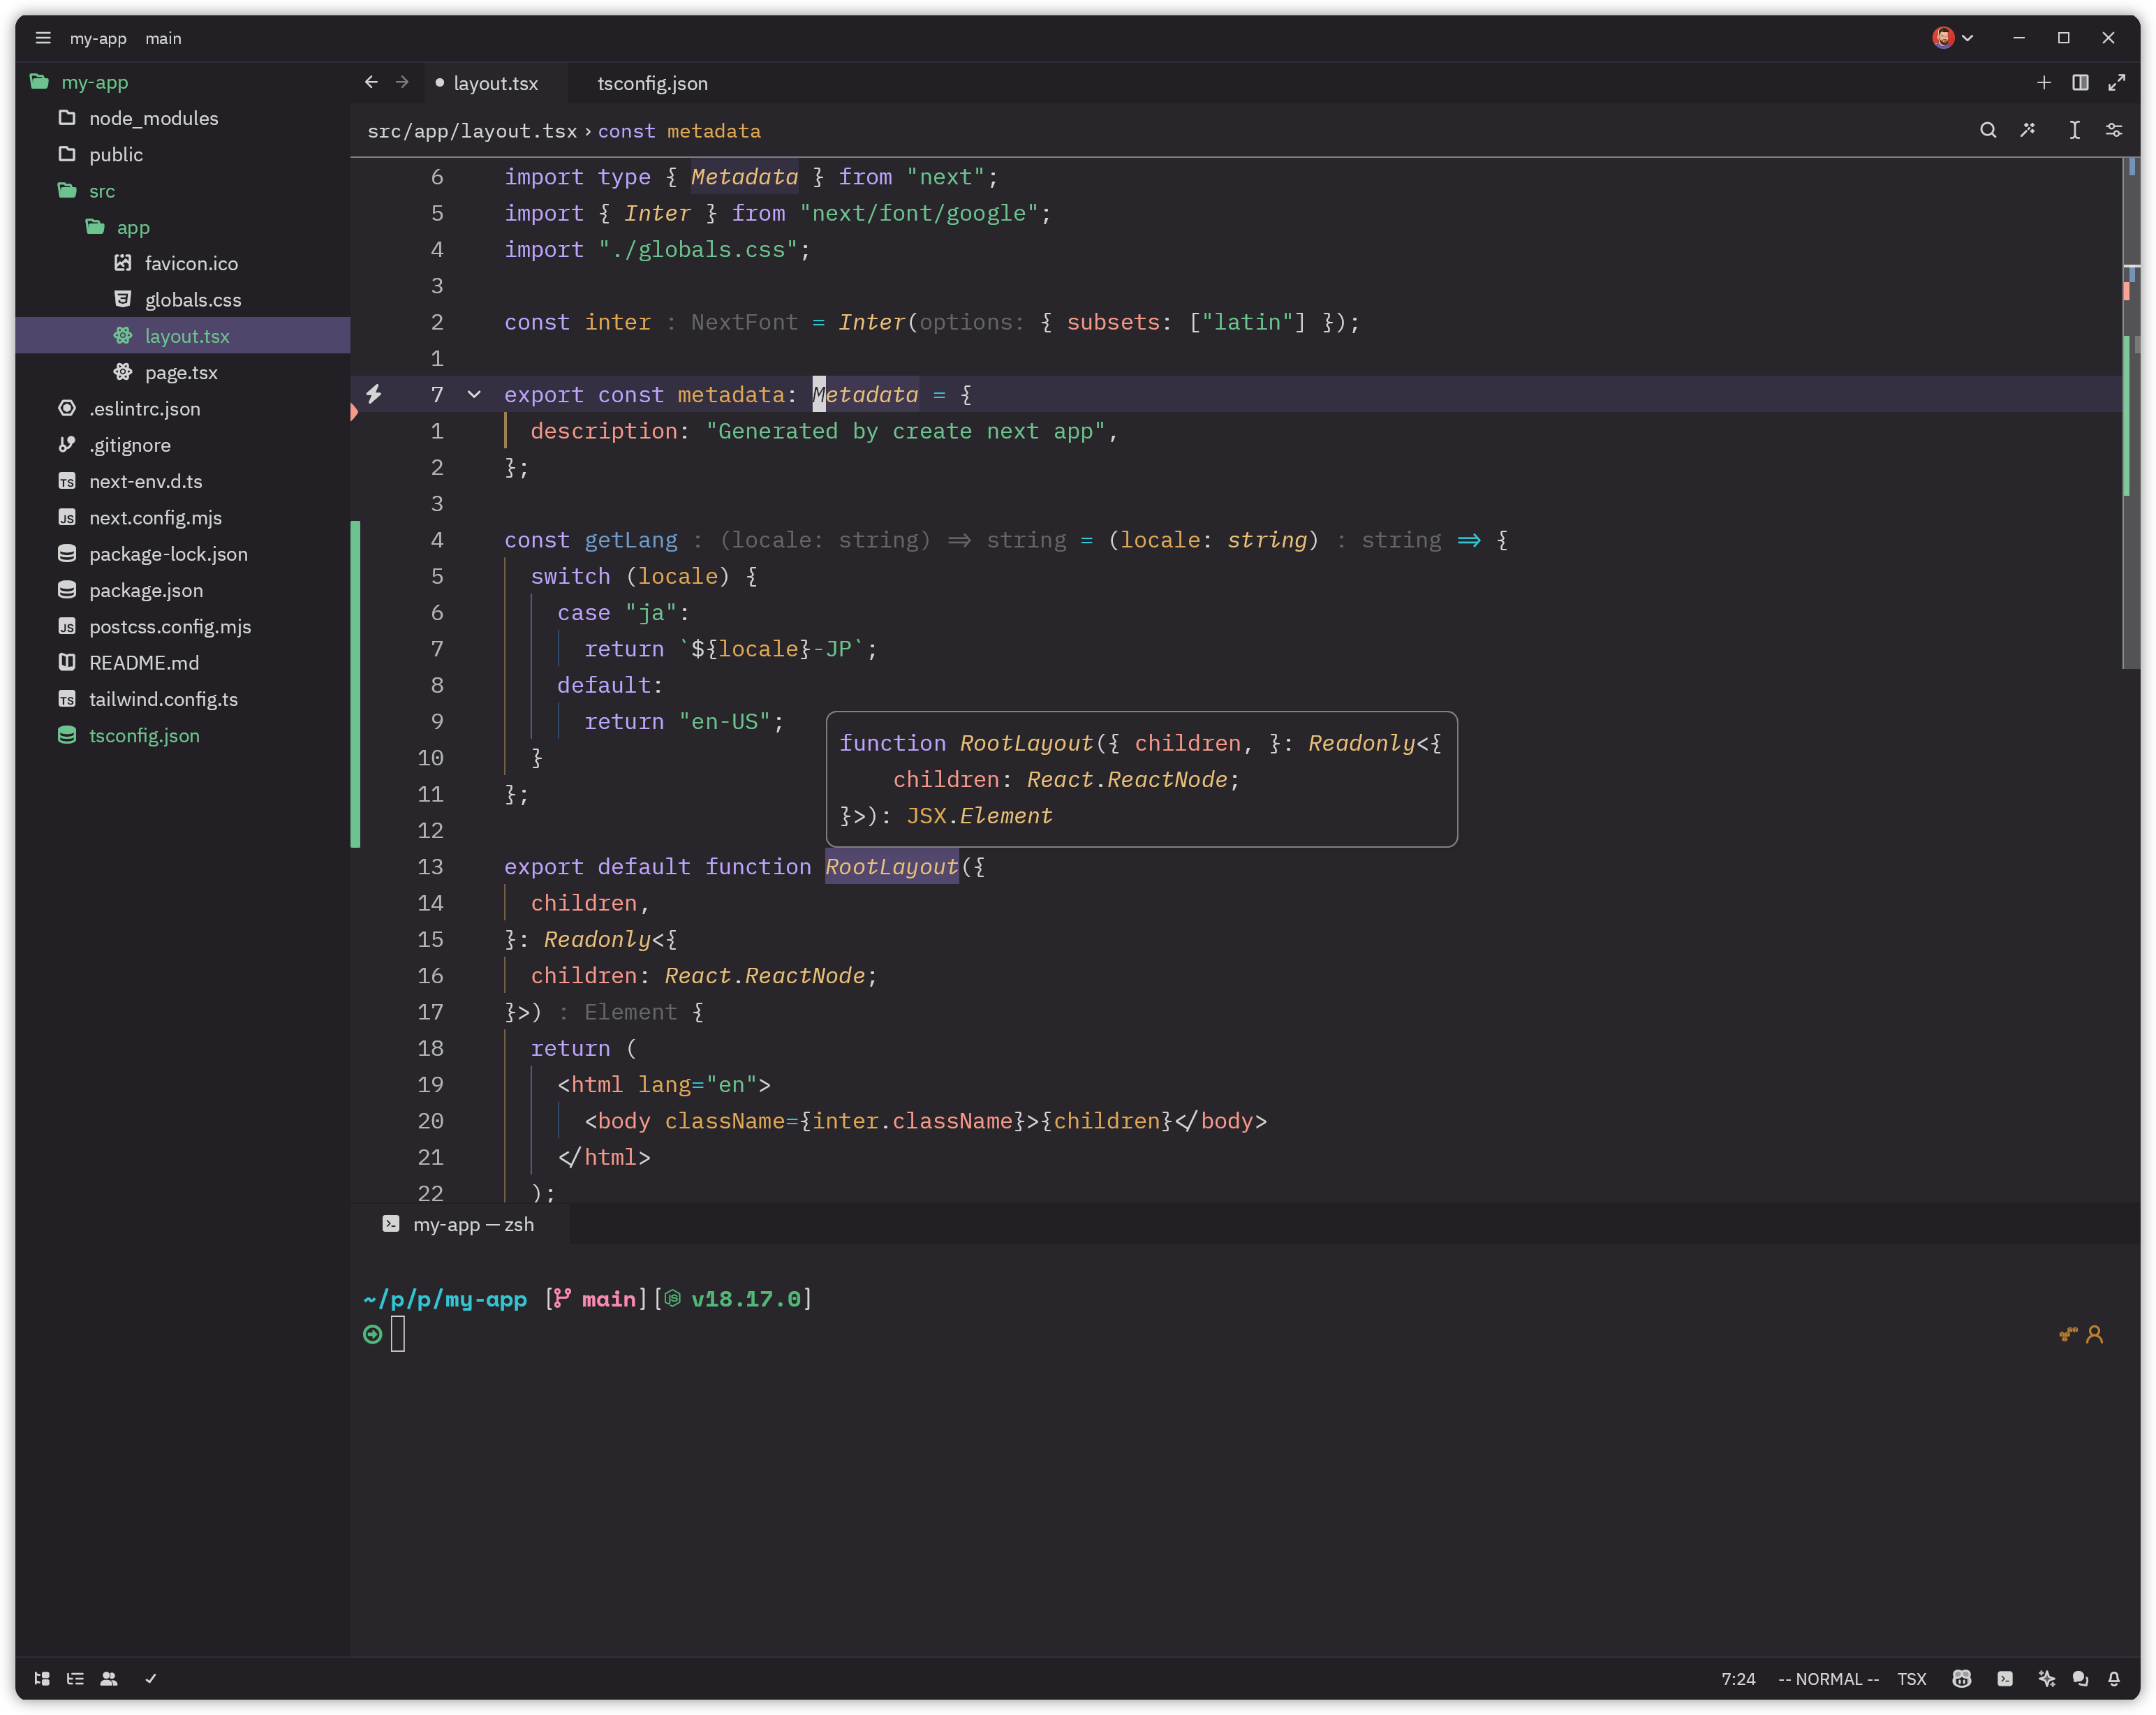 my-app main
my-app
node_modules
public
src
app
favicon.ico
globals.css
layout.tsx
page.tsx
.eslintrc.json
.gitignore
next-env.d.ts
next.config.mjs
package-lock.json
package.json
postcss.config.mjs
README.md
tailwind.config.ts
tsconfig.json
layout.tsx tsconfig.json
src/app/layout.tsx › const metadata
6 import type { Metadata } from "next";
5 import { Inter } from "next/font/google";
4 import "./globals.css";
3
2 const inter : NextFont = Inter(options: { subsets: ["latin"] });
1
7 export const metadata: Metadata = {
1 description: "Generated by create next app",
2 };
3
4 const getLang : (locale: string) => string = (locale: string) : string => {
5 switch (locale) {
6 case "ja":
7 return `${locale}-JP`;
8 default:
9 return "en-US";
10 }
11 };
12
function RootLayout({ children, }: Readonly<{
children: React.ReactNode;
}>): JSX.Element
13 export default function RootLayout({
14 children,
15 }: Readonly<{
16 children: React.ReactNode;
17 }>) : Element {
18 return (
19 <html lang="en">
20 <body className={inter.className}>{children}</body>
21 </html>
22 );
my-app — zsh
~/p/p/my-app [main][v18.17.0]
7:24 -- NORMAL -- TSX